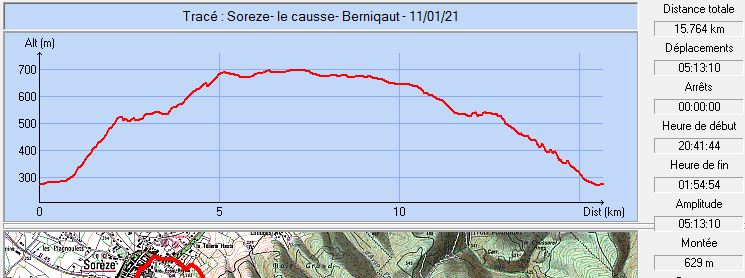 Tracé : Soreze- le causse- Berniqaut - 11/01/21
Alt (m)
700
600
500
400
300
0
5
10
Dist (km)
Distance totale
15.764 km
Déplacements
05:13:10
Arrêts
00:00:00
Heure de début
20:41:44
Heure de fin
01:54:54
Amplitude
05:13:10
Montée
629 m
les Magnoulets
Sorèze